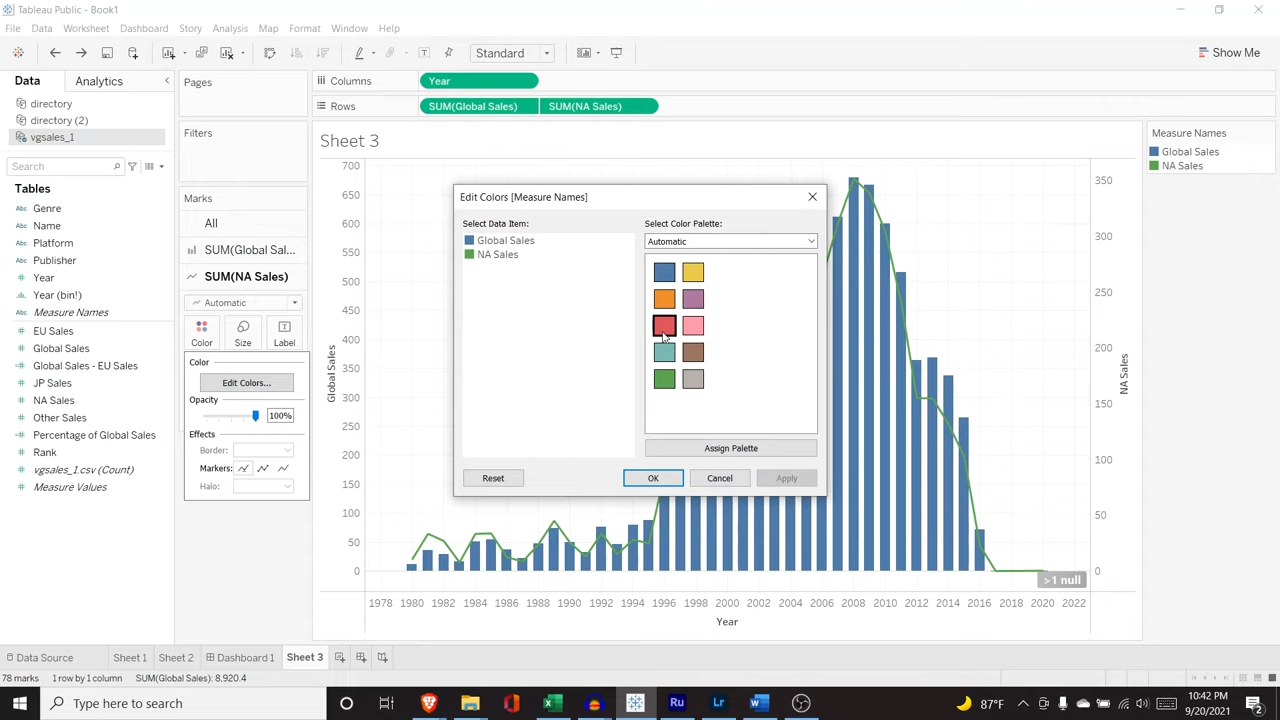 Tableau Public - Book1
File Data Worksheet Dashboard Story Analysis Map Format Window Help
Standard
Show Me
Data
Analytics
directory
directory (2)
vgsales_1
Search
Tables
Abc Genre
Abc Name
Abc Platform
Abc Publisher
# Year
Year (bin!)
Abc Measure Names
# EU Sales
# Global Sales
# Global Sales - EU Sales
# JP Sales
# NA Sales
# Other Sales
# Percentage of Global Sales
# Rank
# vgsales_1.csv (Count)
# Measure Values
Pages
Filters
Marks
All
SUM(Global Sal...
SUM(NA Sales)
Automatic
Color
Size
Label
Color
Edit Colors...
Opacity
100%
Effects
Border:
Markers:
Halo:
Columns
Year
Rows
SUM(Global Sales)
SUM(NA Sales)
Sheet 3
Global Sales
700
650
600
550
500
450
400
350
300
250
200
150
100
50
0
Edit Colors [Measure Names]
Select Data Item:
Global Sales
NA Sales
Select Color Palette:
Automatic
Assign Palette
Reset
OK
Cancel
Apply
350
300
250
200
150
100
50
0
NA Sales
>1 null
1978 1980 1982 1984 1986 1988 1990 1992 1994 1996 1998 2000 2002 2004 2006 2008 2010 2012 2014 2016 2018 2020 2022
Year
Measure Names
Global Sales
NA Sales
Data Source
Sheet 1
Sheet 2
Dashboard 1
Sheet 3
78 marks 1 row by 1 column SUM(Global Sales): 8.920.4
Type here to search
Ru
Lr
87°F
10:42 PM
9/20/2021